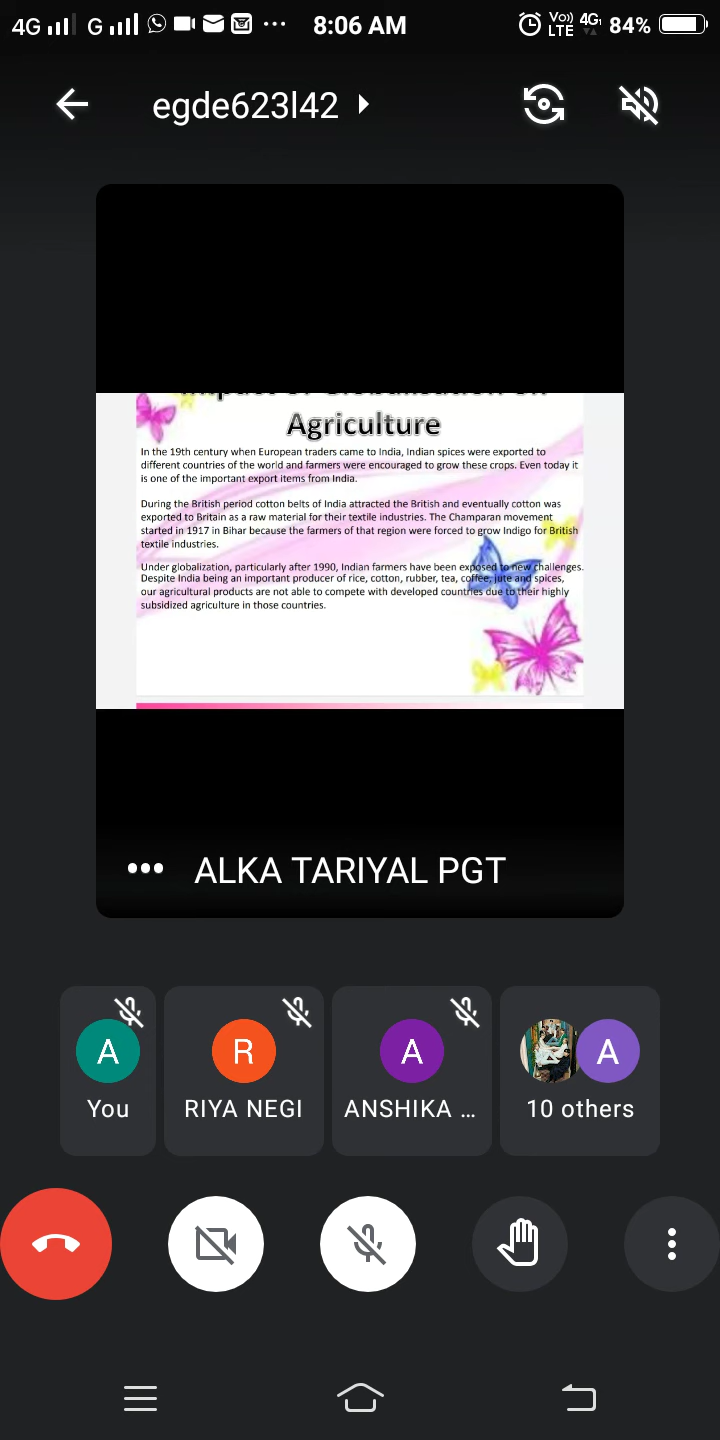 4G G 8:06 AM Vo)) LTE 4G 84%
egde623l42
Impact of Globalisation on
Agriculture
In the 19th century when European traders came to India, Indian spices were exported to
different countries of the world and farmers were encouraged to grow these crops. Even today it
is one of the important export items from India.
During the British period cotton belts of India attracted the British and eventually cotton was
exported to Britain as a raw material for their textile industries. The Champaran movement
started in 1917 in Bihar because the farmers of that region were forced to grow Indigo for British
textile industries.
Under globalization, particularly after 1990, Indian farmers have been exposed to new challenges.
Despite India being an important producer of rice, cotton, rubber, tea, coffee, jute and spices,
our agricultural products are not able to compete with developed countries due to their highly
subsidized agriculture in those countries.
ALKA TARIYAL PGT
A R A A
You RIYA NEGI ANSHIKA ... 10 others